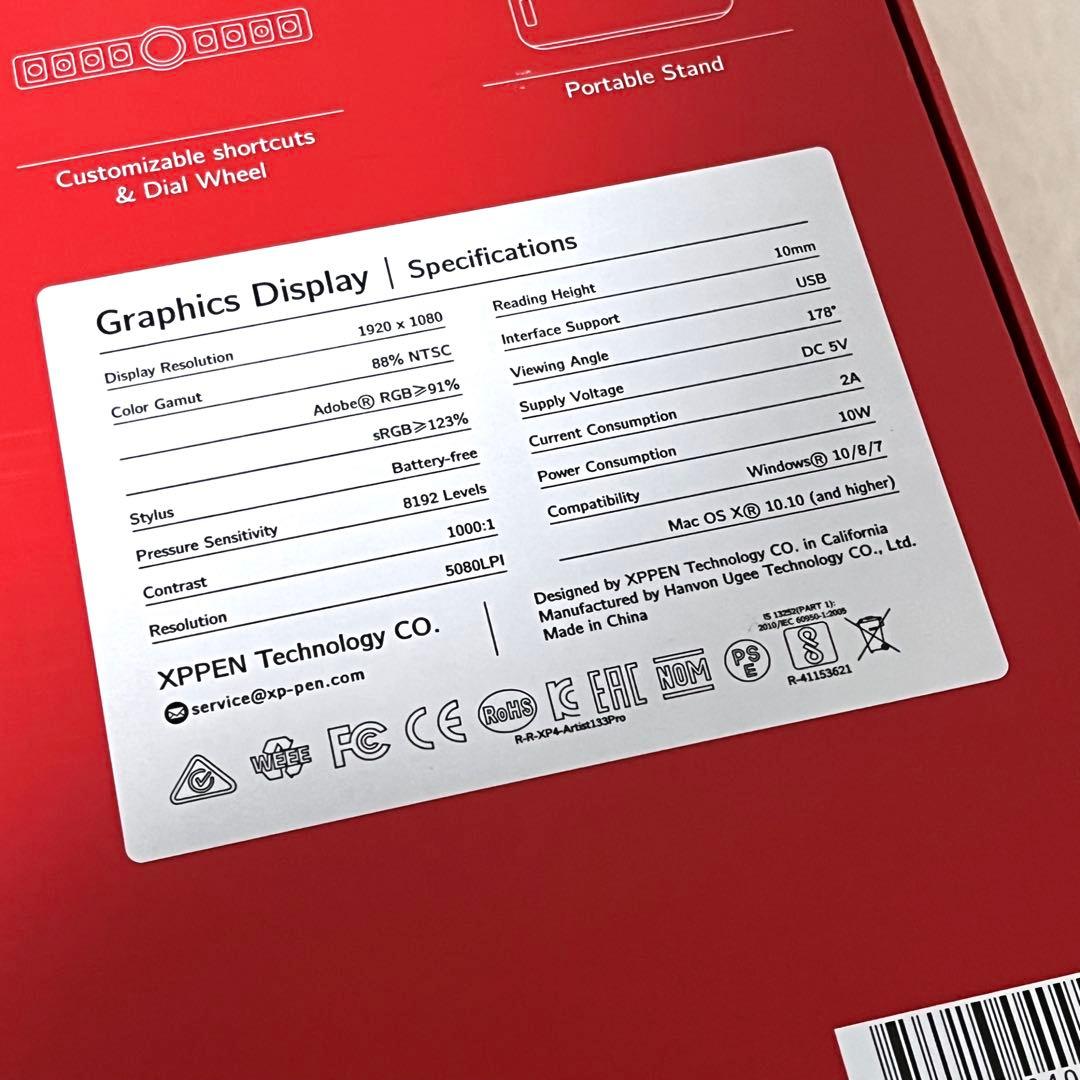 Customizable shortcuts
& Dial Wheel
Portable Stand
Graphics Display | Specifications
Display Resolution 1920 x 1080
Color Gamut 88% NTSC
Adobe® RGB⩾91%
sRGB⩾123%
Stylus Battery-free
Pressure Sensitivity 8192 Levels
Contrast 1000:1
Resolution 5080LPI
Reading Height 10mm
Interface Support USB
Viewing Angle 178°
Supply Voltage DC 5V
Current Consumption 2A
Power Consumption 10W
Compatibility Windows® 10/8/7
Mac OS X® 10.10 (and higher)
XPPEN Technology CO.
service@xp-pen.com
Designed by XPPEN Technology CO. in California
Manufactured by Hanvon Ugee Technology CO., Ltd.
Made in China
WEEE FC CE RoHS KC EAC NOM PS E
R-R-XP4-Artist133Pro
IS 13252(PART 1):
2010/IEC 60950-1:2005
R-41153621